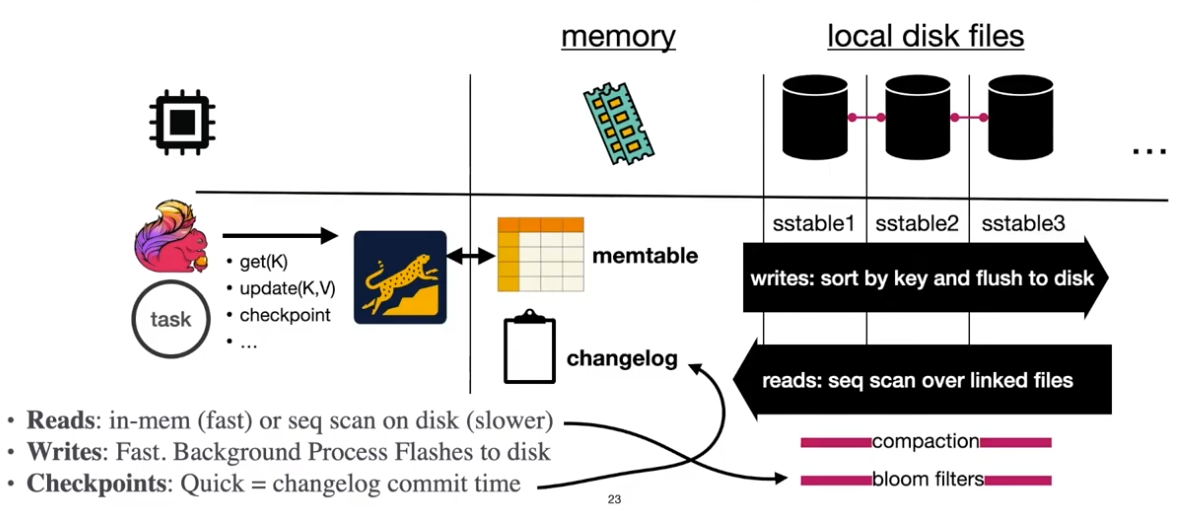 memory
local disk files
...
sstable1
sstable2
sstable3
• get(K)
• update(K,V)
• checkpoint
• ...
task
memtable
changelog
writes: sort by key and flush to disk
reads: seq scan over linked files
• Reads: in-mem (fast) or seq scan on disk (slower)
• Writes: Fast. Background Process Flashes to disk
• Checkpoints: Quick = changelog commit time
compaction
bloom filters
23